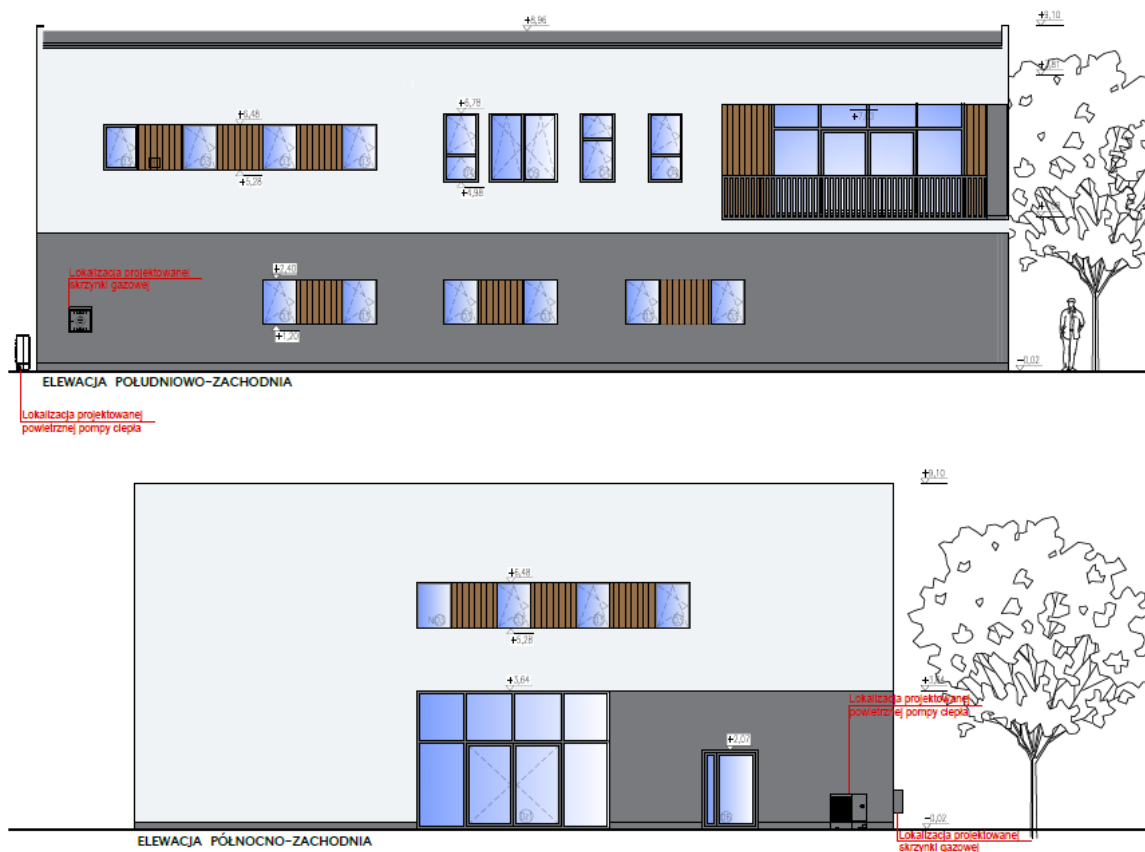 +8,96
+9,10
+6,48
+6,78
+5,28
+4,98
Lokalizacja projektowanej
skrzynki gazowej
+2,40
+1,20
-0,02
ELEWACJA POŁUDNIOWO-ZACHODNIA
Lokalizacja projektowanej
powietrznej pompy ciepła
+9,10
+6,48
+5,28
+3,64
Lokalizacja projektowanej
powietrznej pompy ciepła
+2,07
-0,02
ELEWACJA PÓŁNOCNO-ZACHODNIA
Lokalizacja projektowanej
skrzynki gazowej